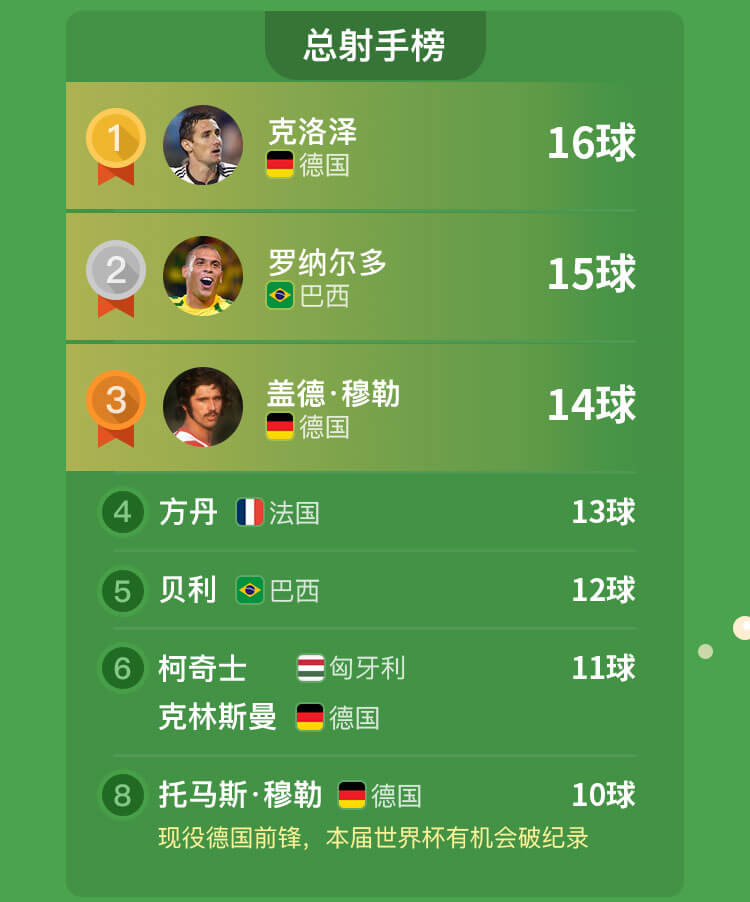 总射手榜
1 克洛泽 16球
德国
2 罗纳尔多 15球
巴西
3 盖德·穆勒 14球
德国
4 方丹 法国 13球
5 贝利 巴西 12球
6 柯奇士 匈牙利 11球
克林斯曼 德国
8 托马斯·穆勒 德国 10球
现役德国前锋，本届世界杯有机会破纪录